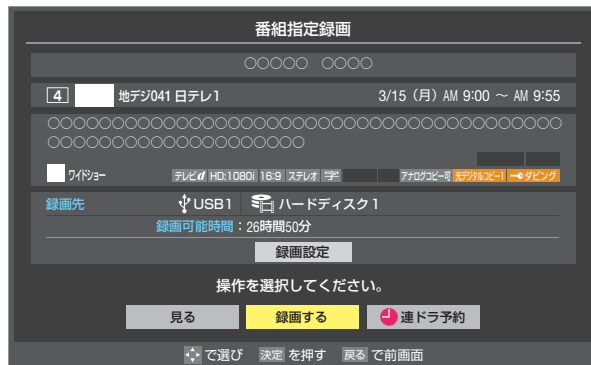 番組指定録画
○○○○○ ○○○○
4 地デジ041 日テレ1 3/15（月）AM 9:00 ～ AM 9:55
○○○○○○○○○○○○○○○○○○○○○○○○○○○○○○○○○○○○○○○○
○○○○○○○○○○○○○○○○○○○○
ワイドショー テレビd HD:1080i 16:9 ステレオ 字 アナログコピー可 光デジタルコピー1 ダビング
録画先 USB1 ハードディスク1
録画可能時間：26時間50分
録画設定
操作を選択してください。
見る 録画する 連ドラ予約
で選び 決定 を押す 戻る で前画面